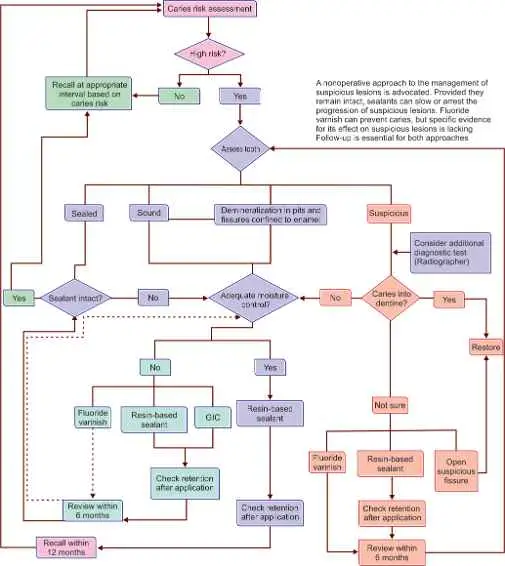 Caries risk assessment
High risk?
Recall at appropriate
interval based on
caries risk
No
Yes
A nonoperative approach to the management of
suspicious lesions is advocated. Provided they
remain intact, sealants can slow or arrest the
progression of suspicious lesions. Fluoride
varnish can prevent caries, but specific evidence
for its effect on suspicious lesions is lacking
Follow-up is essential for both approaches
Assess tooth
Sealed
Sound
Demineralization in pits and
fissures confined to enamel
Suspicious
Consider additional
diagnostic test
(Radiographer)
Yes
Sealant intact?
No
Adequate moisture
control?
No
Caries into
dentine?
Yes
Restore
No
Yes
Not sure
Fluoride
varnish
Resin-based
sealant
GIC
Resin-based
sealant
Fluoride
varnish
Resin-based
sealant
Open
suspicious
fissure
Check retention
after application
Check retention
after application
Check retention
after application
Review within
6 months
Recall within
12 months
Review within
6 months